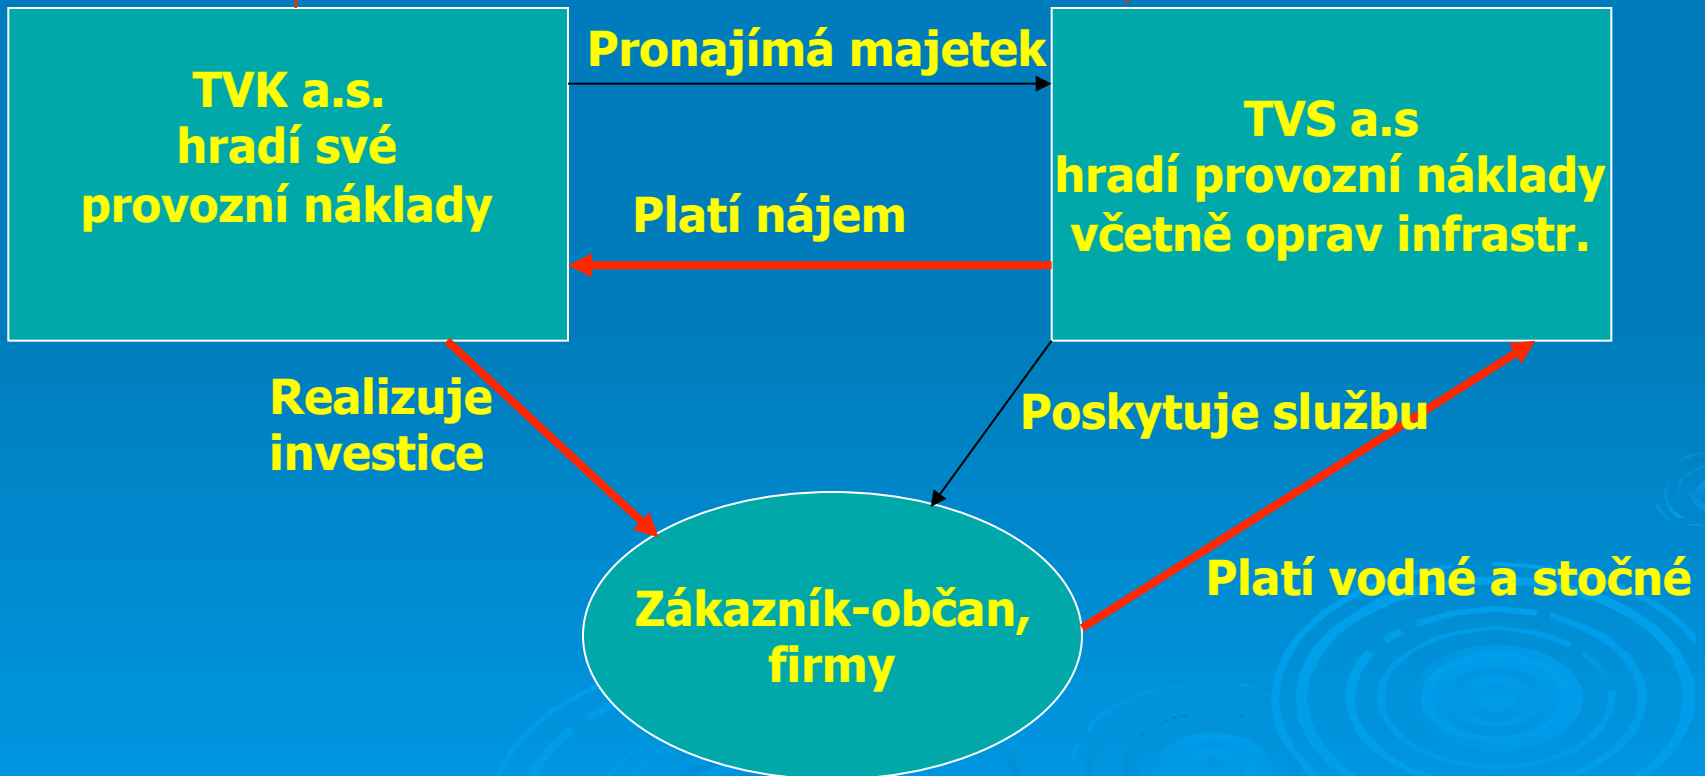 Pronajímá majetek
TVK a.s.
hradí své
provozní náklady
TVS a.s
hradí provozní náklady
včetně oprav infrastr.
Platí nájem
Realizuje
investice
Poskytuje službu
Platí vodné a stočné
Zákazník-občan,
firmy